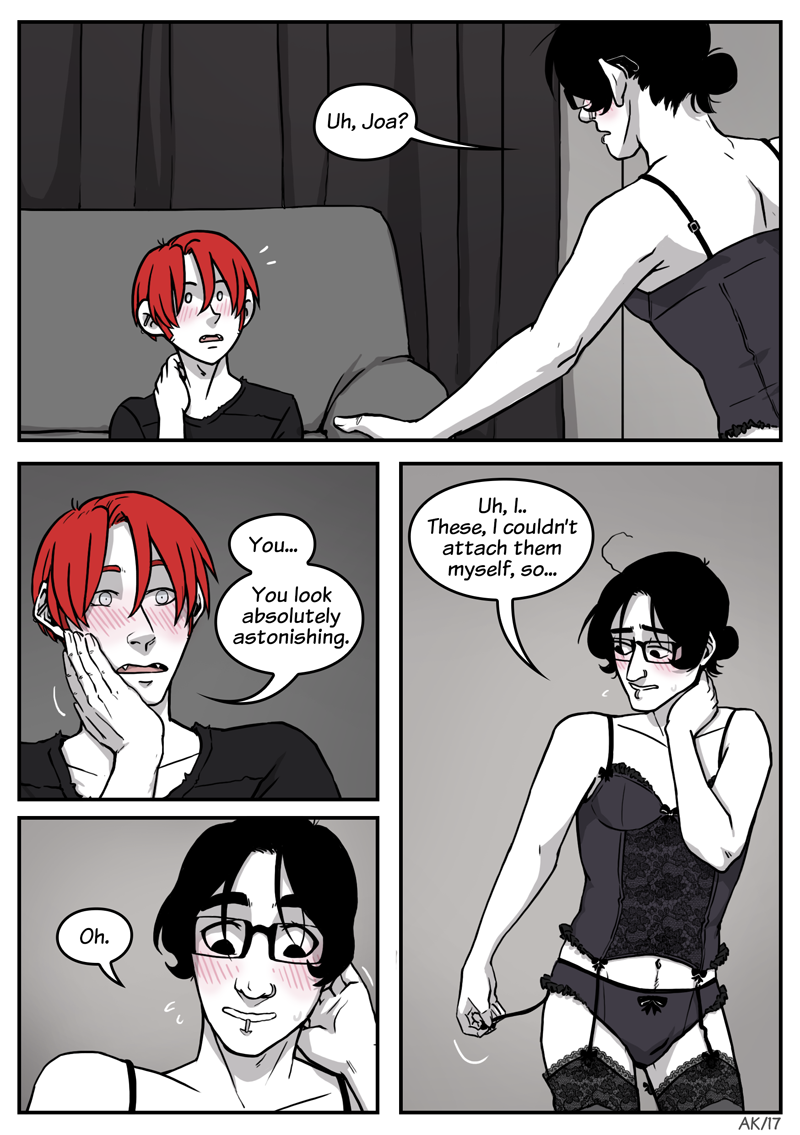 Uh, Joa?
You...
You look
absolutely
astonishing.
Oh.
Uh, I..
These, I couldn't
attach them
myself, so...
AK/17